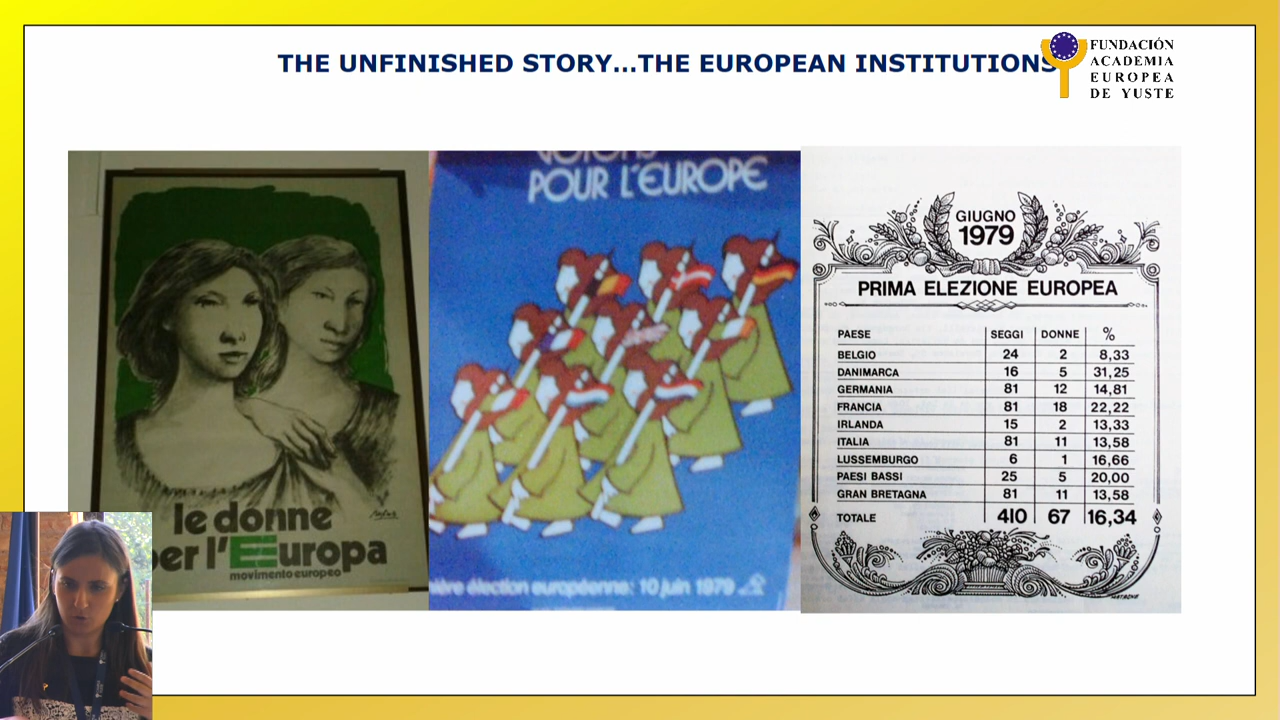 THE UNFINISHED STORY...THE EUROPEAN INSTITUTIONS
FUNDACIÓN
ACADEMIA
EUROPEA
DE YUSTE
le donne
per l'Europa
movimento europeo
POUR L'EUROPE
élection européenne: 10 juin 1979
GIUGNO
1979
PRIMA ELEZIONE EUROPEA
PAESE SEGGI DONNE %
BELGIO 24 2 8,33
DANIMARCA 16 5 31,25
GERMANIA 81 12 14,81
FRANCIA 81 18 22,22
IRLANDA 15 2 13,33
ITALIA 81 11 13,58
LUSSEMBURGO 6 1 16,66
PAESI BASSI 25 5 20,00
GRAN BRETAGNA 81 11 13,58
TOTALE 410 67 16,34